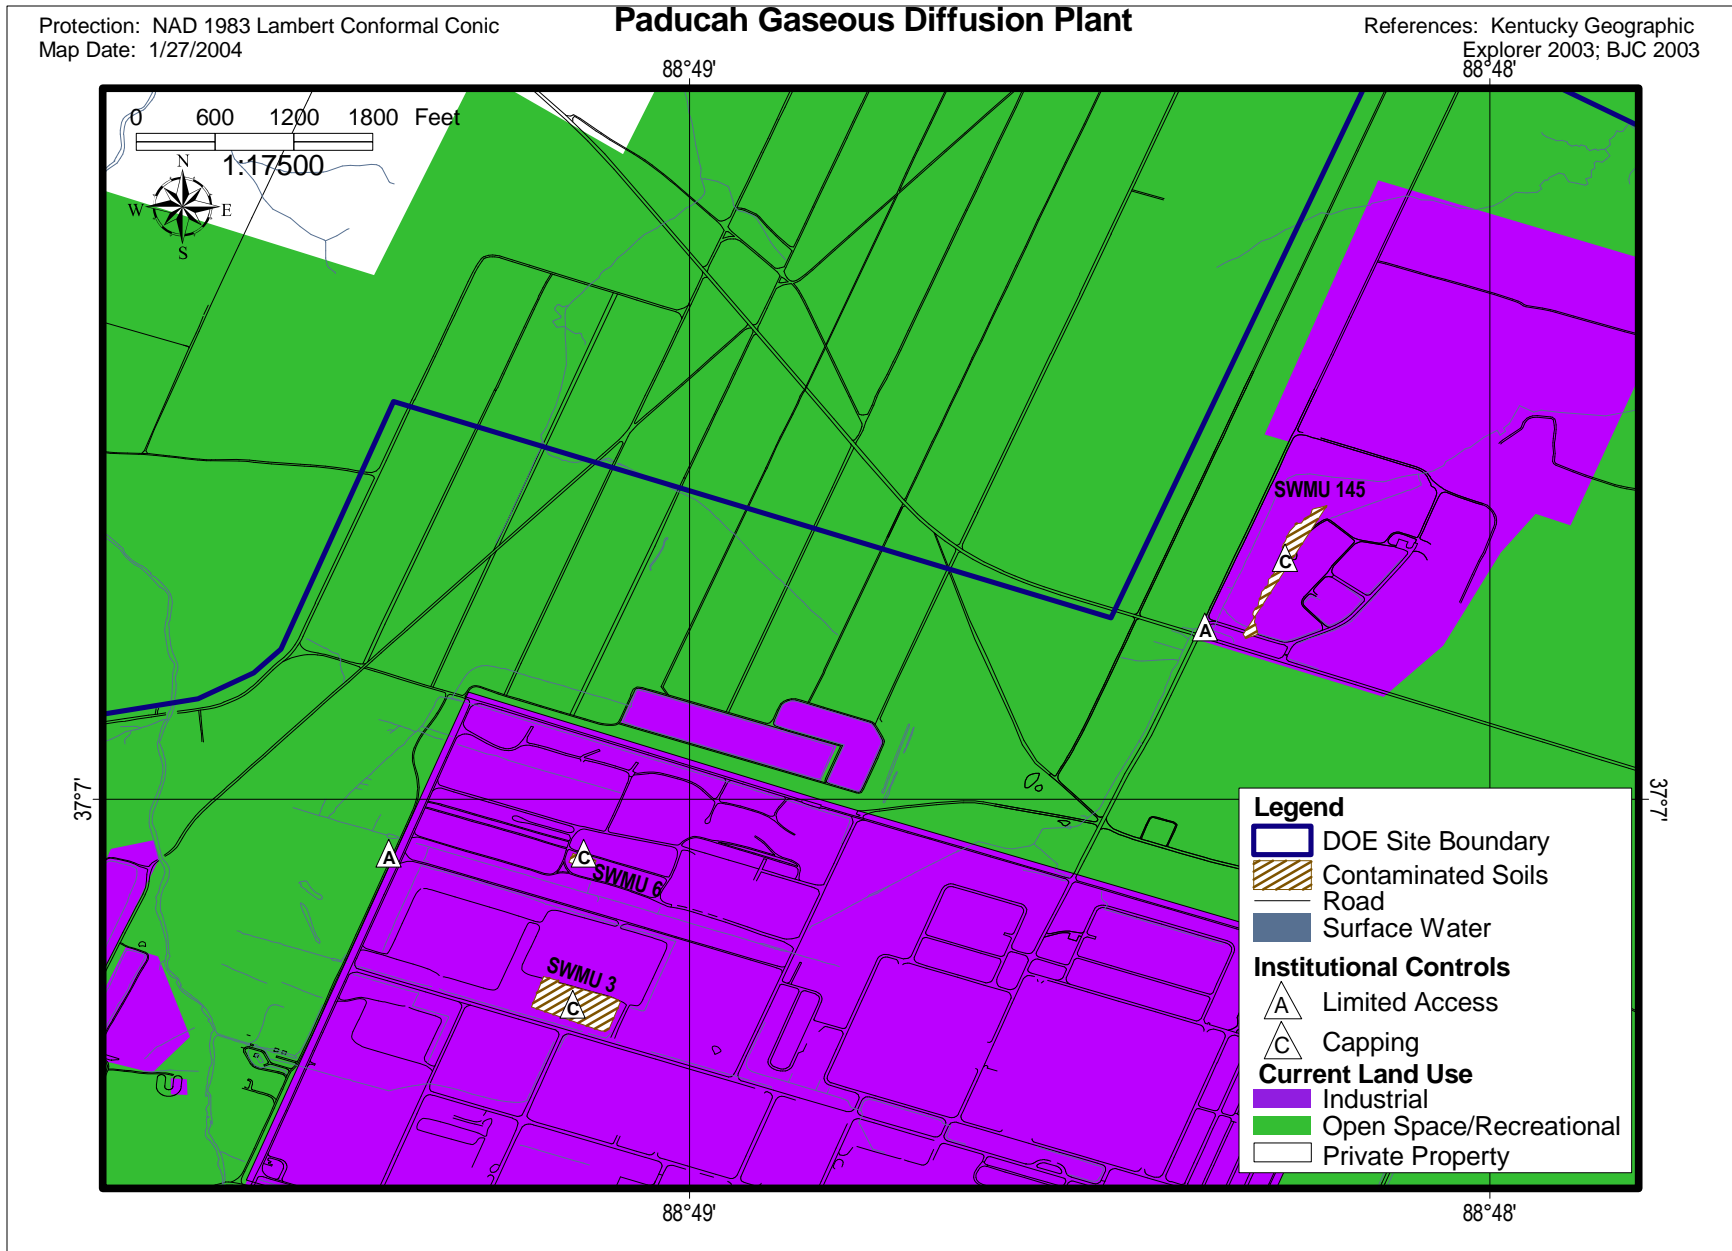 Paducah Gaseous Diffusion Plant
Protection: NAD 1983 Lambert Conformal Conic
Map Date: 1/27/2004
References: Kentucky Geographic
Explorer 2003; BJC 2003
88°49'
88°48'
0 600 1200 1800 Feet
1:17500
N
W E
S
SWMU 145
C
A
37°7'
37°7'
A
C
SWMU 6
SWMU 3
C
Legend
DOE Site Boundary
Contaminated Soils
Road
Surface Water
Institutional Controls
A Limited Access
C Capping
Current Land Use
Industrial
Open Space/Recreational
Private Property
88°49'
88°48'